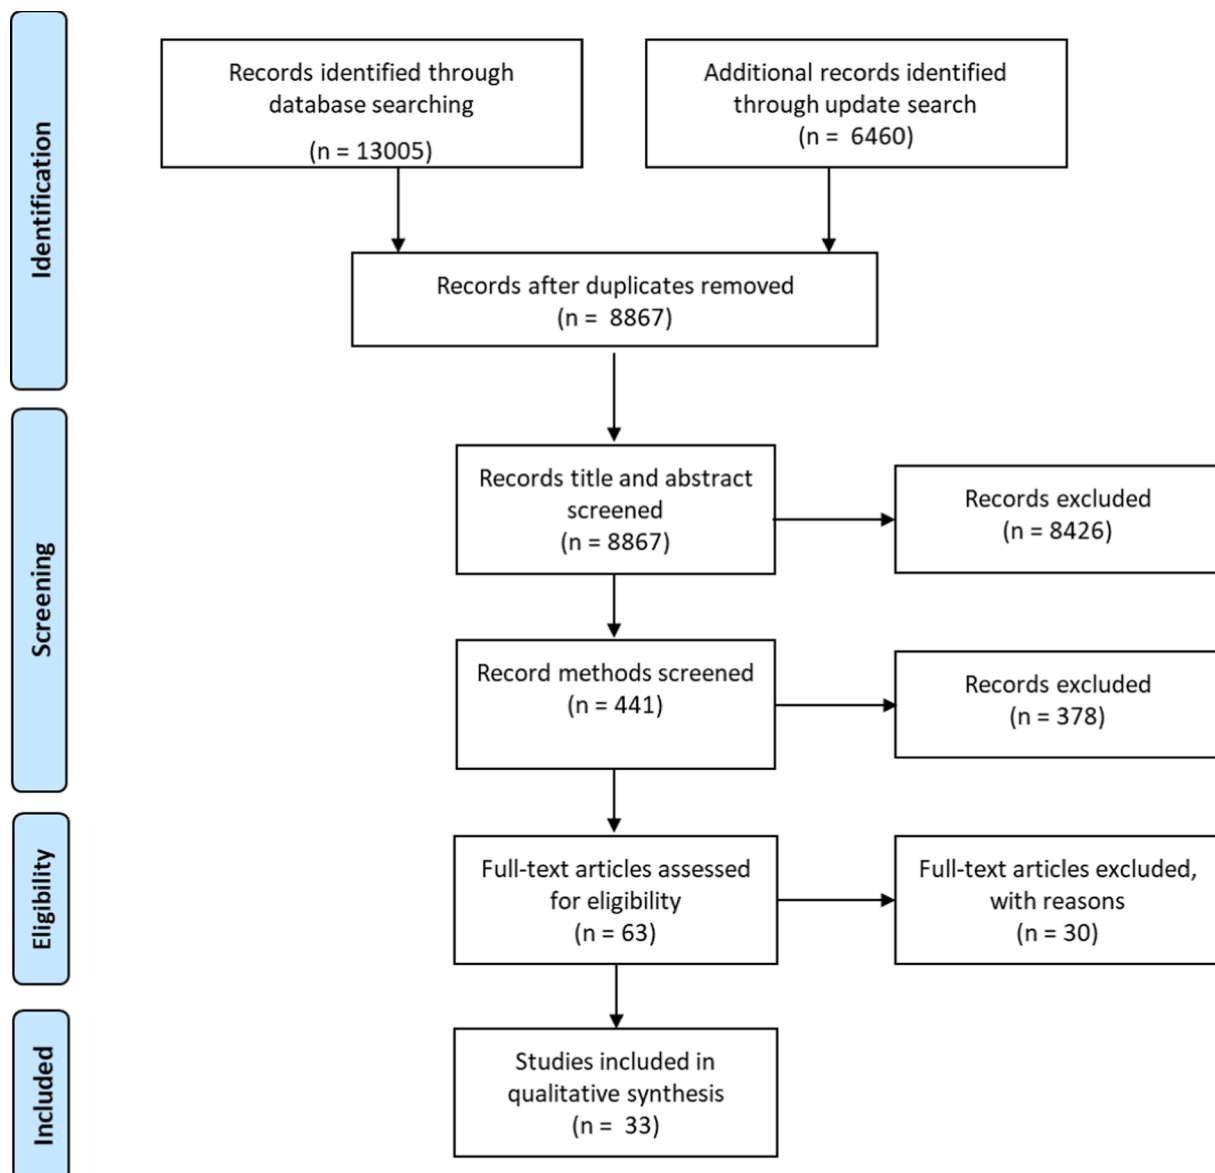 Identification
Records identified through
database searching
(n = 13005)
Additional records identified
through update search
(n =  6460)
Records after duplicates removed
(n =  8867)
Screening
Records title and abstract
screened
(n = 8867)
Records excluded
(n = 8426)
Record methods screened
(n = 441)
Records excluded
(n = 378)
Eligibility
Full-text articles assessed
for eligibility
(n = 63)
Full-text articles excluded,
with reasons
(n = 30)
Included
Studies included in
qualitative synthesis
(n =  33)